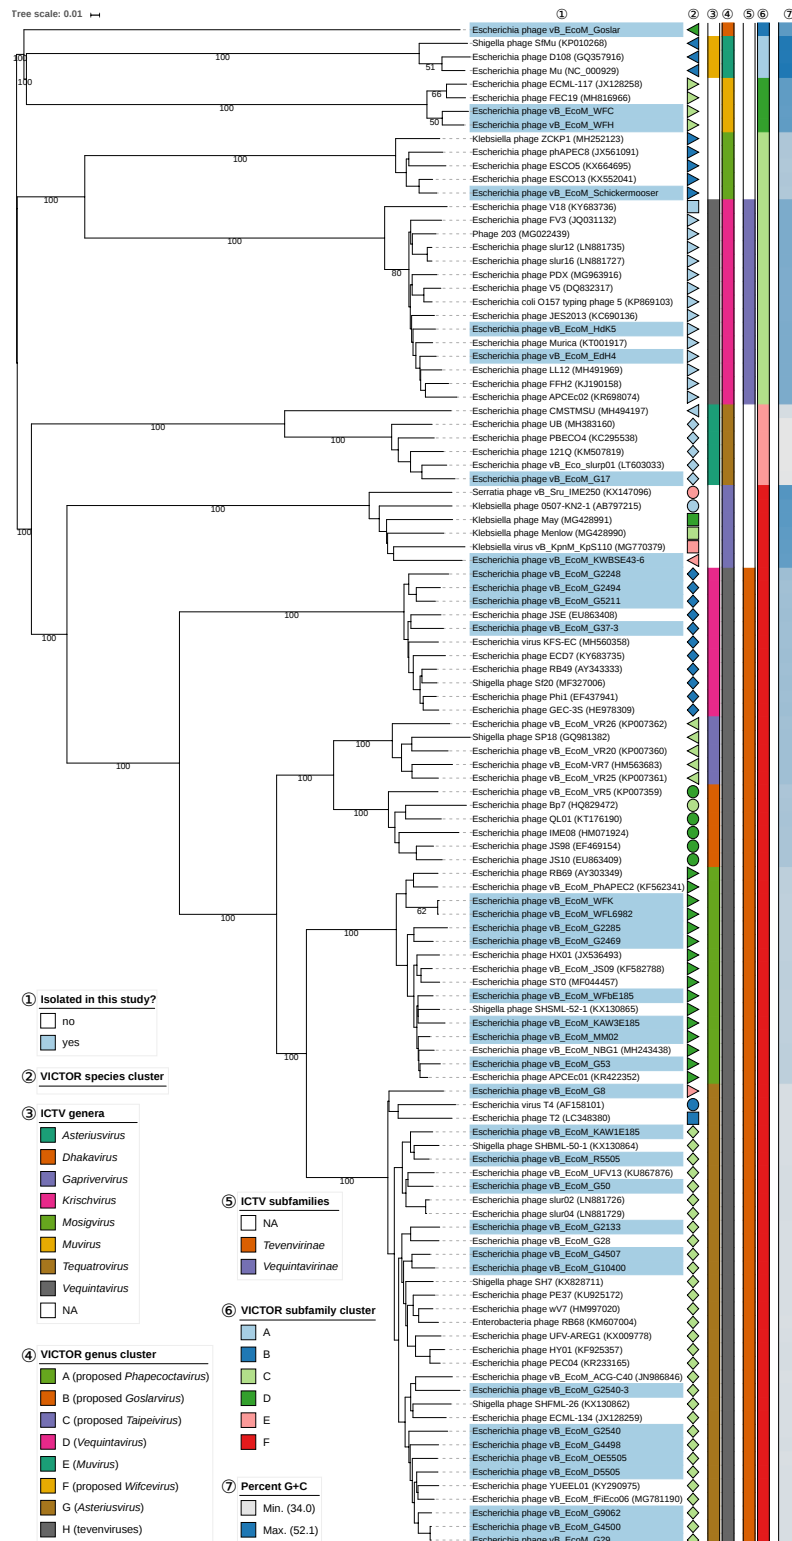 Tree scale: 0.01
① ② ③ ④ ⑤ ⑥ ⑦
Escherichia phage vB_EcoM_Goslar
Shigella phage SfMu (KP010268)
Escherichia phage D108 (GQ357916)
Escherichia phage Mu (NC_000929)
Escherichia phage ECML-117 (JX128258)
Escherichia phage FEC19 (MH816966)
Escherichia phage vB_EcoM_WFC
Escherichia phage vB_EcoM_WFH
Klebsiella phage ZCKP1 (MH252123)
Escherichia phage phAPEC8 (JX561091)
Escherichia phage ESCO5 (KX664695)
Escherichia phage ESCO13 (KX552041)
Escherichia phage vB_EcoM_Schickermooser
Escherichia phage V18 (KY683736)
Escherichia phage FV3 (JQ031132)
Phage 203 (MG022439)
Escherichia phage slur12 (LN881735)
Escherichia phage slur16 (LN881727)
Escherichia phage PDX (MG963916)
Escherichia phage V5 (DQ832317)
Escherichia coli O157 typing phage 5 (KP869103)
Escherichia phage JES2013 (KC690136)
Escherichia phage vB_EcoM_HdK5
Escherichia phage Murica (KT001917)
Escherichia phage vB_EcoM_EdH4
Escherichia phage LL12 (MH491969)
Escherichia phage FFH2 (KJ190158)
Escherichia phage APCEc02 (KR698074)
Escherichia phage CMSTMSU (MH494197)
Escherichia phage UB (MH383160)
Escherichia phage PBECO4 (KC295538)
Escherichia phage 121Q (KM507819)
Escherichia phage vB_Eco_slurp01 (LT603033)
Escherichia phage vB_EcoM_G17
Serratia phage vB_Sru_IME250 (KX147096)
Klebsiella phage 0507-KN2-1 (AB797215)
Klebsiella phage May (MG428991)
Klebsiella phage Menlow (MG428990)
Klebsiella virus vB_KpnM_KpS110 (MG770379)
Escherichia phage vB_EcoM_KWBSE43-6
Escherichia phage vB_EcoM_G2248
Escherichia phage vB_EcoM_G2494
Escherichia phage vB_EcoM_G5211
Escherichia phage JSE (EU863408)
Escherichia phage vB_EcoM_G37-3
Escherichia virus KFS-EC (MH560358)
Escherichia phage ECD7 (KY683735)
Escherichia phage RB49 (AY343333)
Shigella phage Sf20 (MF327006)
Escherichia phage Phi1 (EF437941)
Escherichia phage GEC-3S (HE978309)
Escherichia phage vB_EcoM_VR26 (KP007362)
Shigella phage SP18 (GQ981382)
Escherichia phage vB_EcoM_VR20 (KP007360)
Escherichia phage vB_EcoM-VR7 (HM563683)
Escherichia phage vB_EcoM_VR25 (KP007361)
Escherichia phage vB_EcoM_VR5 (KP007359)
Escherichia phage Bp7 (HQ829472)
Escherichia phage QL01 (KT176190)
Escherichia phage IME08 (HM071924)
Escherichia phage JS98 (EF469154)
Escherichia phage JS10 (EU863409)
Escherichia phage RB69 (AY303349)
Escherichia phage vB_EcoM_PhAPEC2 (KF562341)
Escherichia phage vB_EcoM_WFK
Escherichia phage vB_EcoM_WFL6982
Escherichia phage vB_EcoM_G2285
Escherichia phage vB_EcoM_G2469
Escherichia phage HX01 (JX536493)
Escherichia phage vB_EcoM_JS09 (KF582788)
Escherichia phage ST0 (MF044457)
Escherichia phage vB_EcoM_WFbE185
Shigella phage SHSML-52-1 (KX130865)
Escherichia phage vB_EcoM_KAW3E185
Escherichia phage vB_EcoM_MM02
Escherichia phage vB_EcoM_NBG1 (MH243438)
Escherichia phage vB_EcoM_G53
Escherichia phage APCEc01 (KR422352)
Escherichia phage vB_EcoM_G8
Escherichia virus T4 (AF158101)
Escherichia phage T2 (LC348380)
Escherichia phage vB_EcoM_KAW1E185
Shigella phage SHBML-50-1 (KX130864)
Escherichia phage vB_EcoM_R5505
Escherichia phage vB_EcoM_UFV13 (KU867876)
Escherichia phage vB_EcoM_G50
Escherichia phage slur02 (LN881726)
Escherichia phage slur04 (LN881729)
Escherichia phage vB_EcoM_G2133
Escherichia phage vB_EcoM_G28
Escherichia phage vB_EcoM_G4507
Escherichia phage vB_EcoM_G10400
Shigella phage SH7 (KX828711)
Escherichia phage PE37 (KU925172)
Escherichia phage wV7 (HM997020)
Enterobacteria phage RB68 (KM607004)
Escherichia phage UFV-AREG1 (KX009778)
Escherichia phage HY01 (KF925357)
Escherichia phage PEC04 (KR233165)
Escherichia phage vB_EcoM_ACG-C40 (JN986846)
Escherichia phage vB_EcoM_G2540-3
Shigella phage SHFML-26 (KX130862)
Escherichia phage ECML-134 (JX128259)
Escherichia phage vB_EcoM_G2540
Escherichia phage vB_EcoM_G4498
Escherichia phage vB_EcoM_OE5505
Escherichia phage vB_EcoM_D5505
Escherichia phage YUEEL01 (KY290975)
Escherichia phage vB_EcoM_fFiEco06 (MG781190)
Escherichia phage vB_EcoM_G9062
Escherichia phage vB_EcoM_G4500
Escherichia phage vB_EcoM_G29
100
100
51
66
100
50
100
100
100
80
100
100
100
100
100
100
100
100
100
100
100
62
100
100
100
① Isolated in this study?
no
yes
② VICTOR species cluster
③ ICTV genera
Asteriusvirus
Dhakavirus
Gaprivervirus
Krischvirus
Mosigvirus
Muvirus
Tequatrovirus
Vequintavirus
NA
④ VICTOR genus cluster
A (proposed Phapecoctavirus)
B (proposed Goslarvirus)
C (proposed Taipeivirus)
D (Vequintavirus)
E (Muvirus)
F (proposed Wifcevirus)
G (Asteriusvirus)
H (tevenviruses)
⑤ ICTV subfamilies
NA
Tevenvirinae
Vequintavirinae
⑥ VICTOR subfamily cluster
A
B
C
D
E
F
⑦ Percent G+C
Min. (34.0)
Max. (52.1)